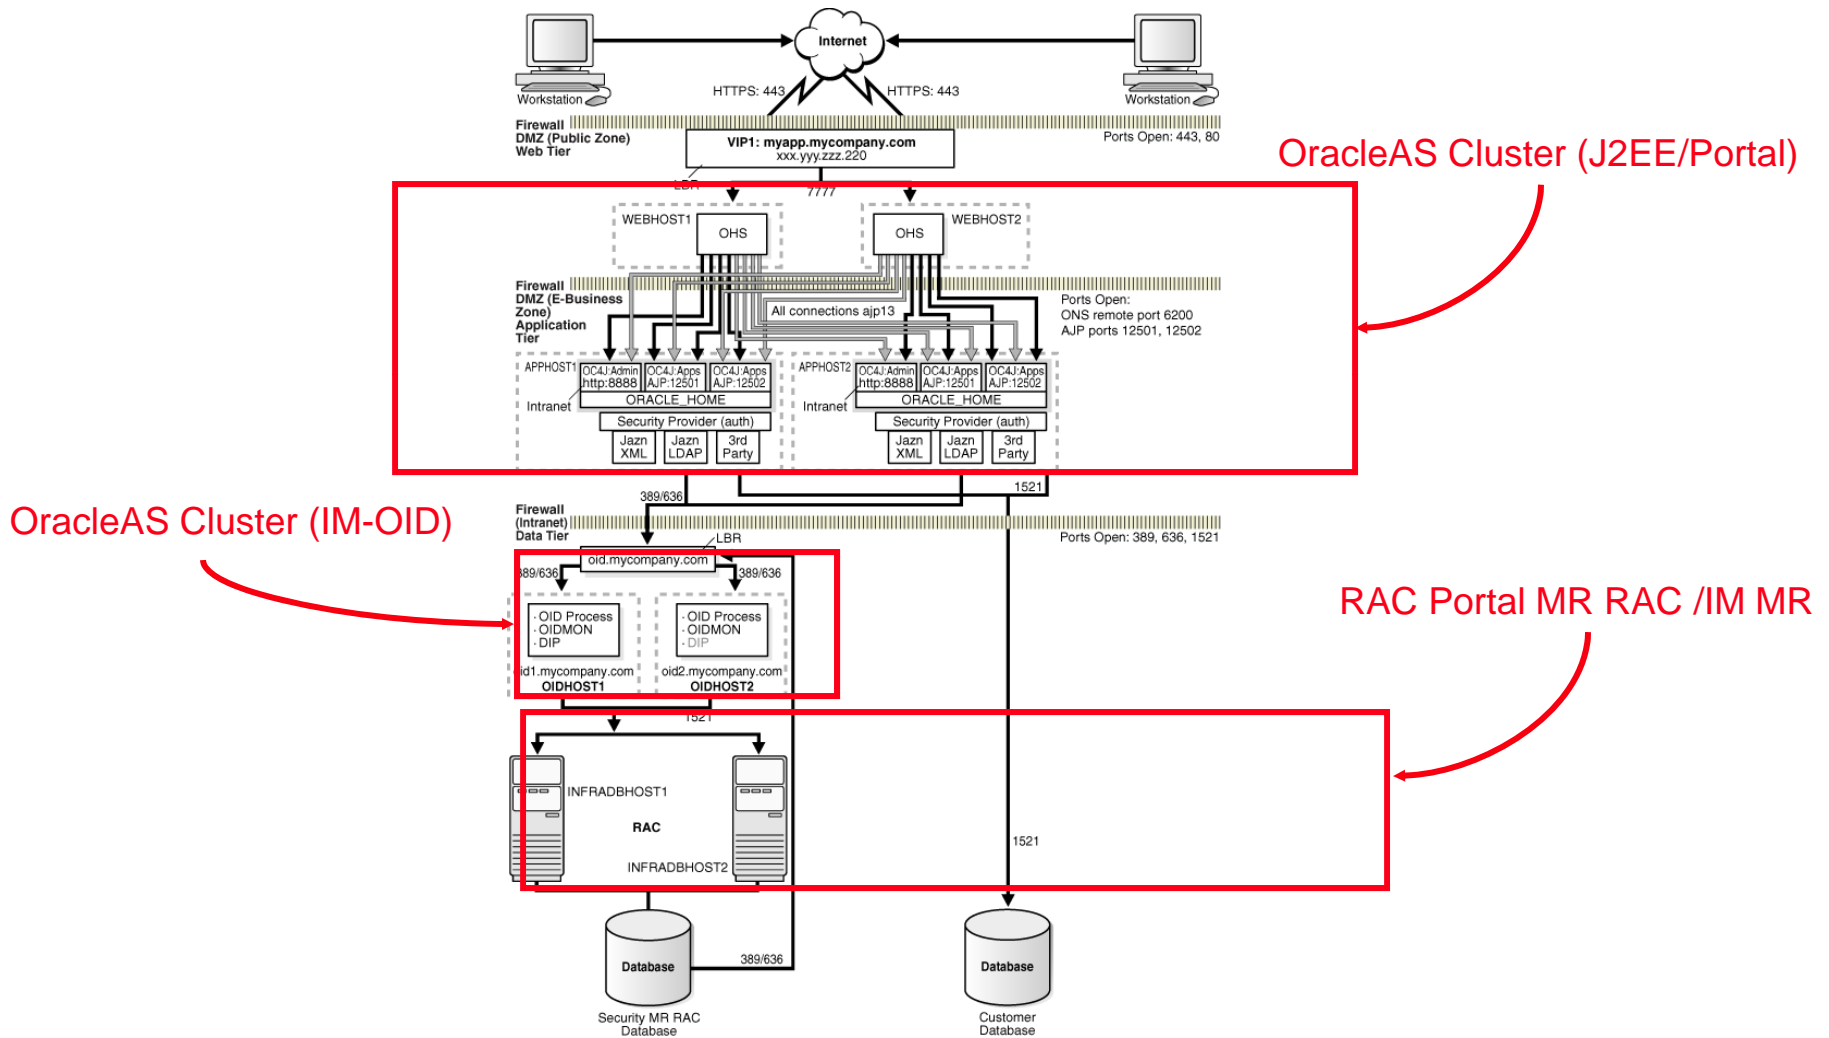 Internet
Workstation
Workstation
HTTPS: 443
HTTPS: 443
Firewall
DMZ (Public Zone)
Web Tier
Ports Open: 443, 80
VIP1: myapp.mycompany.com
xxx.yyy.zzz.220
LBR
7777
OracleAS Cluster (J2EE/Portal)
WEBHOST1
OHS
OHS
WEBHOST2
Firewall
DMZ (E-Business
Zone)
Application
Tier
All connections ajp13
Ports Open:
ONS remote port 6200
AJP ports 12501, 12502
APPHOST1
OC4J:Admin
http:8888
OC4J:Apps
AJP:12501
OC4J:Apps
AJP:12502
ORACLE_HOME
Intranet
Security Provider (auth)
Jazn
XML
Jazn
LDAP
3rd
Party
APPHOST2
OC4J:Admin
http:8888
OC4J:Apps
AJP:12501
OC4J:Apps
AJP:12502
ORACLE_HOME
Intranet
Security Provider (auth)
Jazn
XML
Jazn
LDAP
3rd
Party
389/636
1521
OracleAS Cluster (IM-OID)
Firewall
(Intranet)
Data Tier
Ports Open: 389, 636, 1521
LBR
oid.mycompany.com
389/636
389/636
· OID Process
· OIDMON
· DIP
oid1.mycompany.com
OIDHOST1
· OID Process
· OIDMON
· DIP
oid2.mycompany.com
OIDHOST2
RAC Portal MR RAC /IM MR
1521
INFRADBHOST1
RAC
INFRADBHOST2
1521
Database
389/636
Security MR RAC
Database
Database
Customer
Database